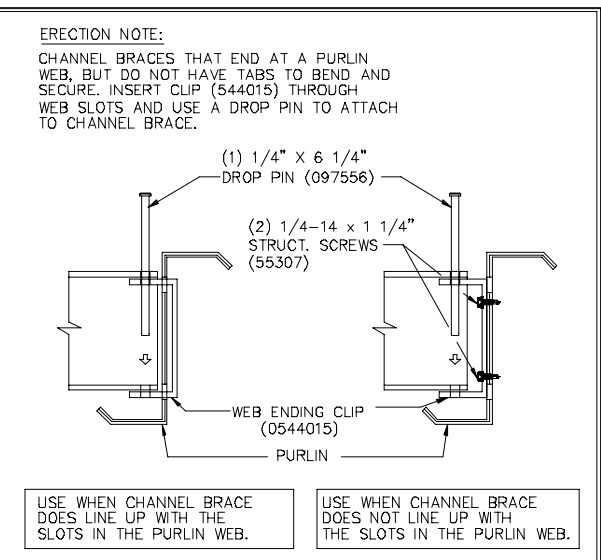 ERECTION NOTE:
CHANNEL BRACES THAT END AT A PURLIN
WEB, BUT DO NOT HAVE TABS TO BEND AND
SECURE. INSERT CLIP (544015) THROUGH
WEB SLOTS AND USE A DROP PIN TO ATTACH
TO CHANNEL BRACE.
(1) 1/4" X 6 1/4"
DROP PIN (097556)
(2) 1/4-14 x 1 1/4"
STRUCT. SCREWS
(55307)
WEB ENDING CLIP
(0544015)
PURLIN
USE WHEN CHANNEL BRACE
DOES LINE UP WITH THE
SLOTS IN THE PURLIN WEB.
USE WHEN CHANNEL BRACE
DOES NOT LINE UP WITH
THE SLOTS IN THE PURLIN WEB.